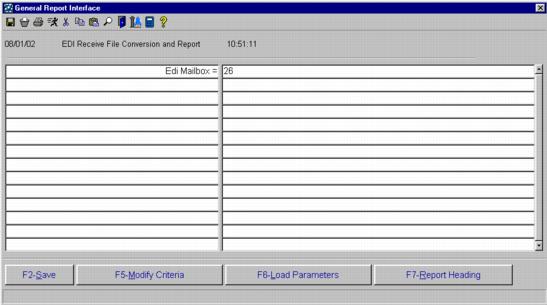 General Report Interface
08/01/02 EDI Receive File Conversion and Report 10:51:11
Edi Mailbox = 26
F2-Save F5-Modify Criteria F6-Load Parameters F7-Report Heading